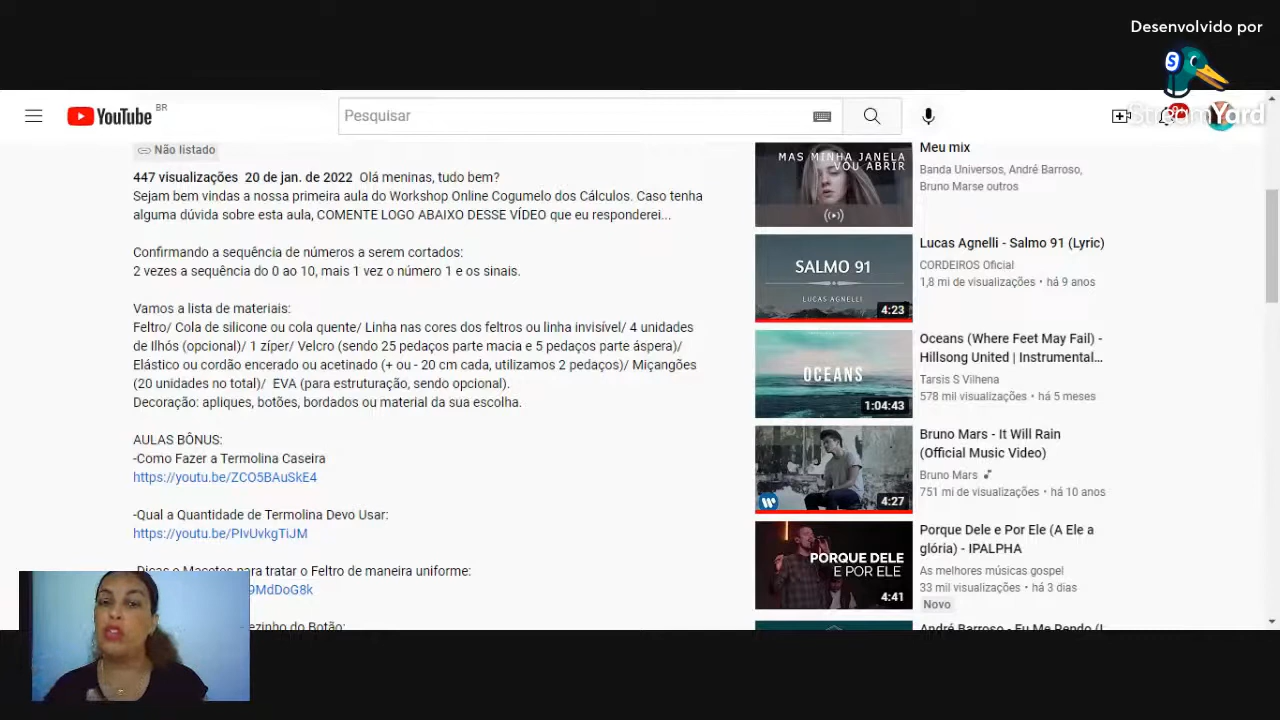 Desenvolvido por
StreamYard
YouTube BR
Pesquisar
Não listado
447 visualizações 20 de jan. de 2022 Olá meninas, tudo bem?
Sejam bem vindas a nossa primeira aula do Workshop Online Cogumelo dos Cálculos. Caso tenha
alguma dúvida sobre esta aula, COMENTE LOGO ABAIXO DESSE VÍDEO que eu responderei...
Confirmando a sequência de números a serem cortados:
2 vezes a sequência do 0 ao 10, mais 1 vez o número 1 e os sinais.
Vamos a lista de materiais:
Feltro/ Cola de silicone ou cola quente/ Linha nas cores dos feltros ou linha invisível/ 4 unidades
de Ilhós (opcional)/ 1 zíper/ Velcro (sendo 25 pedaços parte macia e 5 pedaços parte áspera)/
Elástico ou cordão encerado ou acetinado (+ ou - 20 cm cada, utilizamos 2 pedaços)/ Miçangões
(20 unidades no total)/ EVA (para estruturação, sendo opcional).
Decoração: apliques, botões, bordados ou material da sua escolha.
AULAS BÔNUS:
-Como Fazer a Termolina Caseira
https://youtu.be/ZCO5BAuSkE4
-Qual a Quantidade de Termolina Devo Usar:
https://youtu.be/PIvUvkgTiJM
-Dicas e Macetes para tratar o Feltro de maneira uniforme:
9MdDoG8k
ezinho do Botão:
MAS MINHA JANELA
VOU ABRIR
Meu mix
Banda Universos, André Barroso,
Bruno Marse outros
SALMO 91
LUCAS AGNELLI
4:23
Lucas Agnelli - Salmo 91 (Lyric)
CORDEIROS Oficial
1,8 mi de visualizações • há 9 anos
OCEANS
1:04:43
Oceans (Where Feet May Fail) -
Hillsong United | Instrumental...
Tarsis S Vilhena
578 mil visualizações • há 5 meses
4:27
Bruno Mars - It Will Rain
(Official Music Video)
Bruno Mars
751 mi de visualizações • há 10 anos
PORQUE DELE
E POR ELE
4:41
Porque Dele e Por Ele (A Ele a
glória) - IPALPHA
As melhores músicas gospel
33 mil visualizações • há 3 dias
Novo
André Barroso - Eu Me Rendo (L